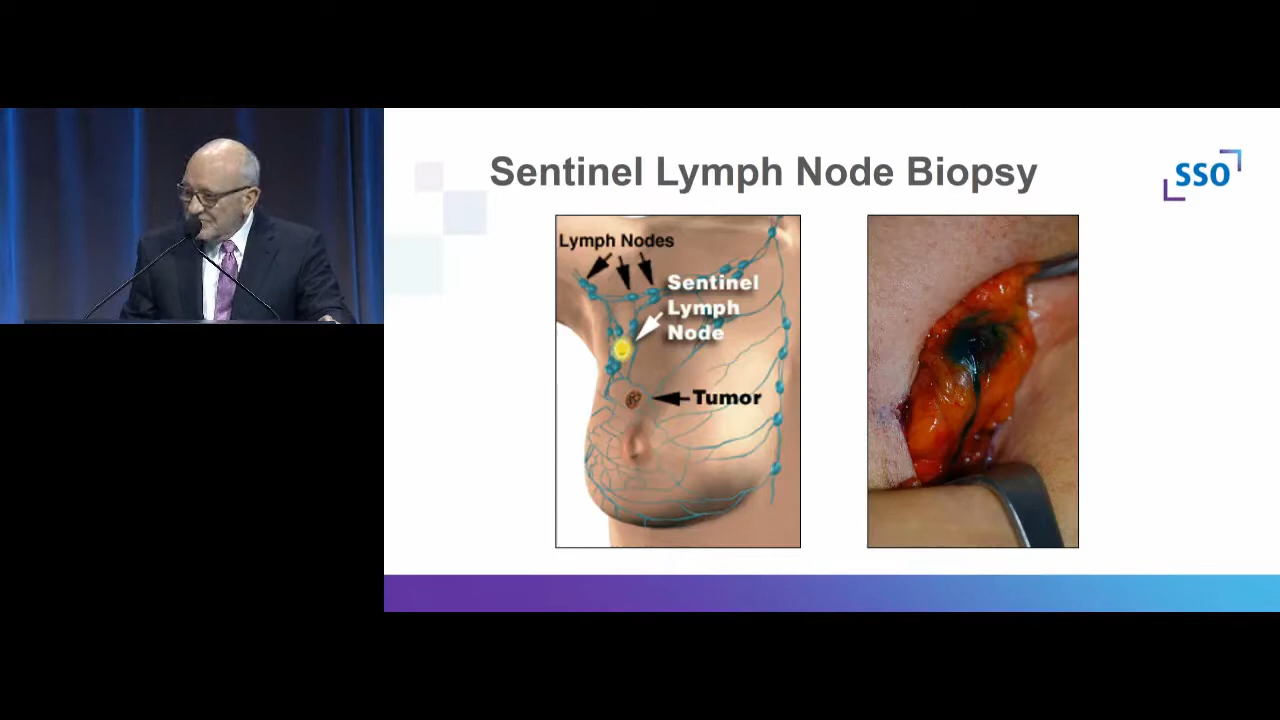 Sentinel Lymph Node Biopsy
SSO
Lymph Nodes
Sentinel
Lymph
Node
Tumor